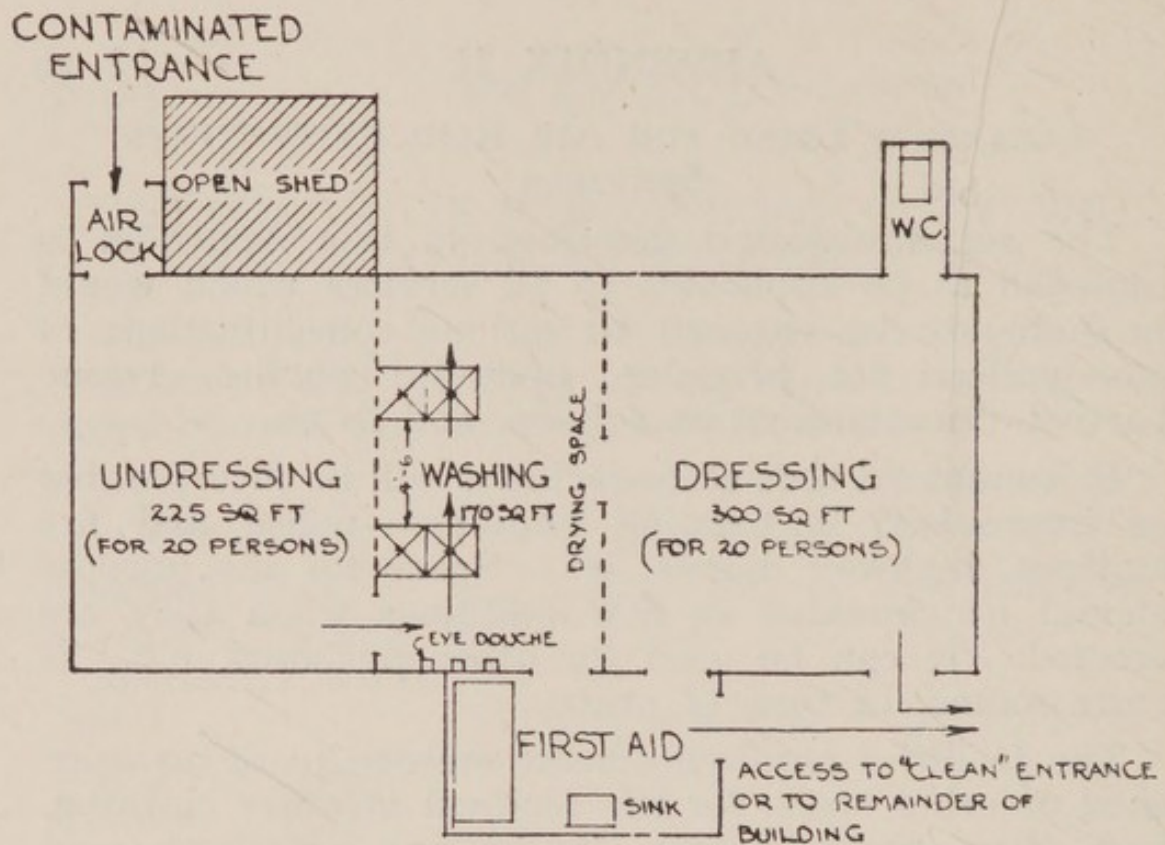 CONTAMINATED
ENTRANCE
OPEN SHED
AIR
LOCK
WC
UNDRESSING
225 SQ FT
(FOR 20 PERSONS)
WASHING
170 SQ FT
DRYING SPACE
DRESSING
300 SQ FT
(FOR 20 PERSONS)
EYE DOUCHE
FIRST AID
SINK
ACCESS TO "CLEAN" ENTRANCE
OR TO REMAINDER OF
BUILDING